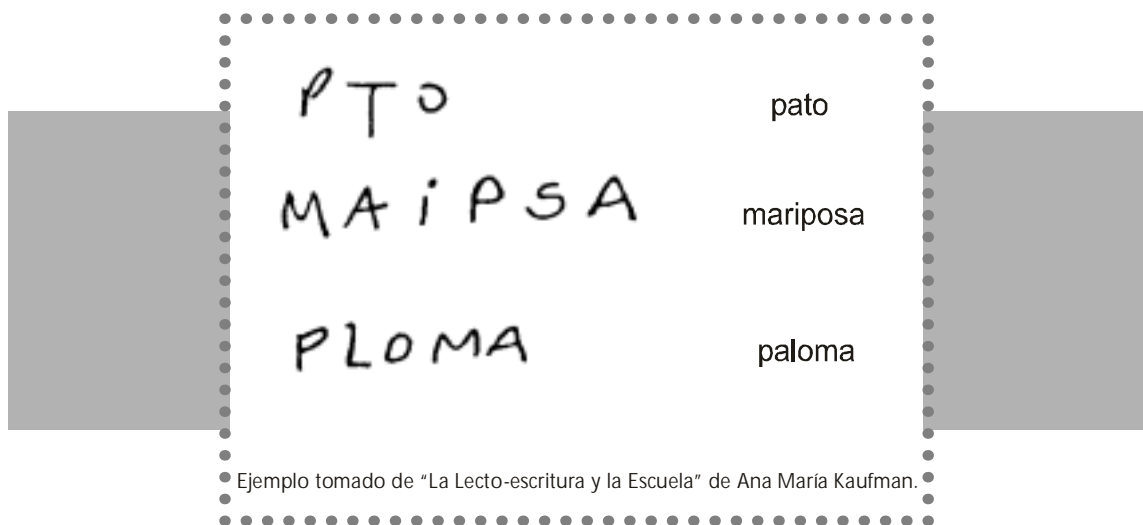 PTO pato
MAiPSA mariposa
PLOMA paloma
Ejemplo tomado de “La Lecto-escritura y la Escuela” de Ana María Kaufman.